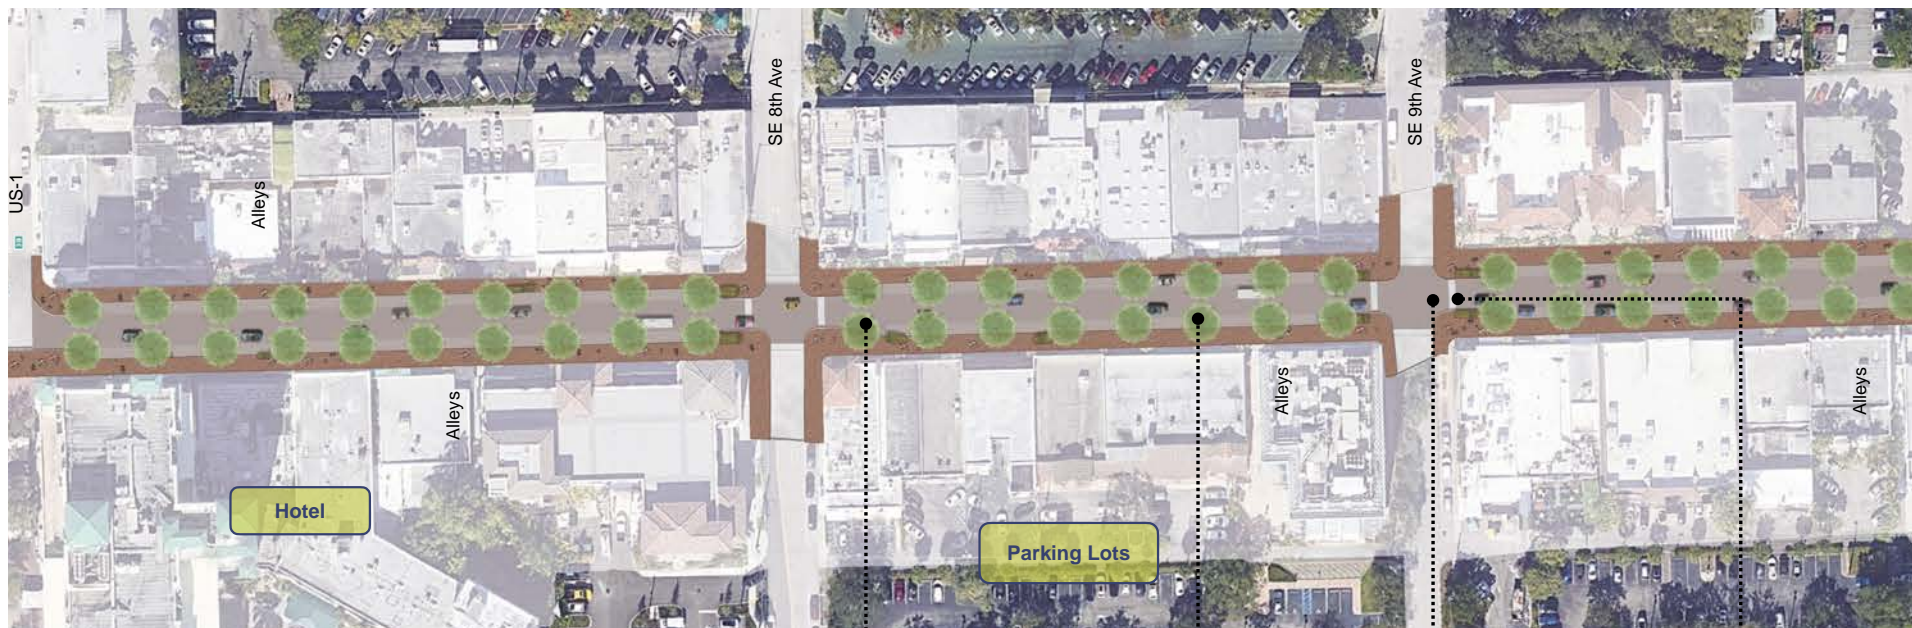 US-1
SE 8th Ave
SE 9th Ave
Alleys
Alleys
Alleys
Alleys
Hotel
Parking Lots